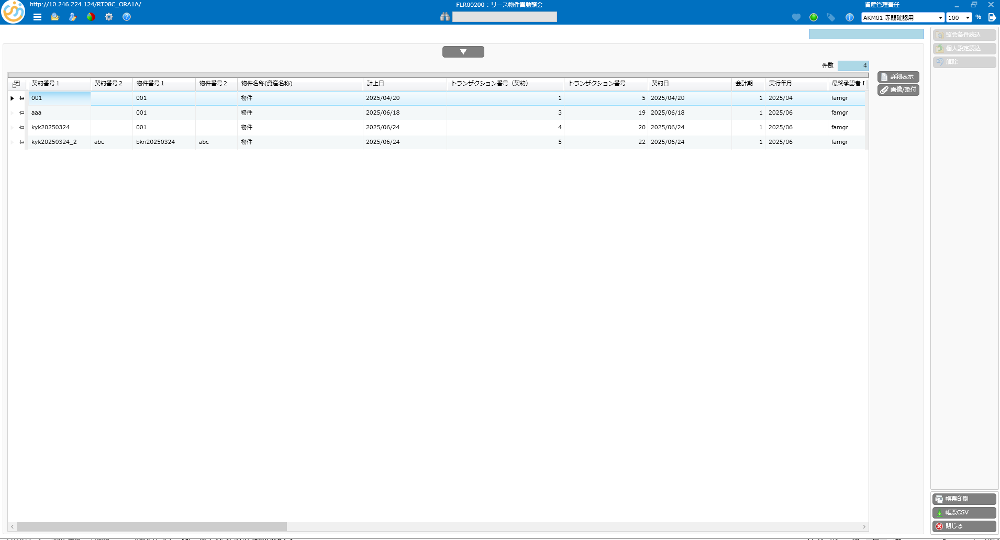 http://10.246.224.124/RT08C_ORA1A/
FLR00200：リース物件異動照会
資産管理責任
AKM01 赤間確認用
100
%
照会条件読込
個人設定読込
解除
件数 4
詳細表示
画像/添付
契約番号１ 契約番号２ 物件番号１ 物件番号２ 物件名称(資産名称) 計上日 トランザクション番号（契約） トランザクション番号 契約日 会計期 実行年月 最終承認者Ｉ
001 001 物件 2025/04/20 1 5 2025/04/20 1 2025/04 famgr
aaa 001 物件 2025/06/18 3 19 2025/06/18 1 2025/06 famgr
kyk20250324 001 物件 2025/06/24 4 20 2025/06/24 1 2025/06 famgr
kyk20250324_2 abc bkn20250324 abc 物件 2025/06/24 5 22 2025/06/24 1 2025/06 famgr
帳票印刷
帳票CSV
閉じる